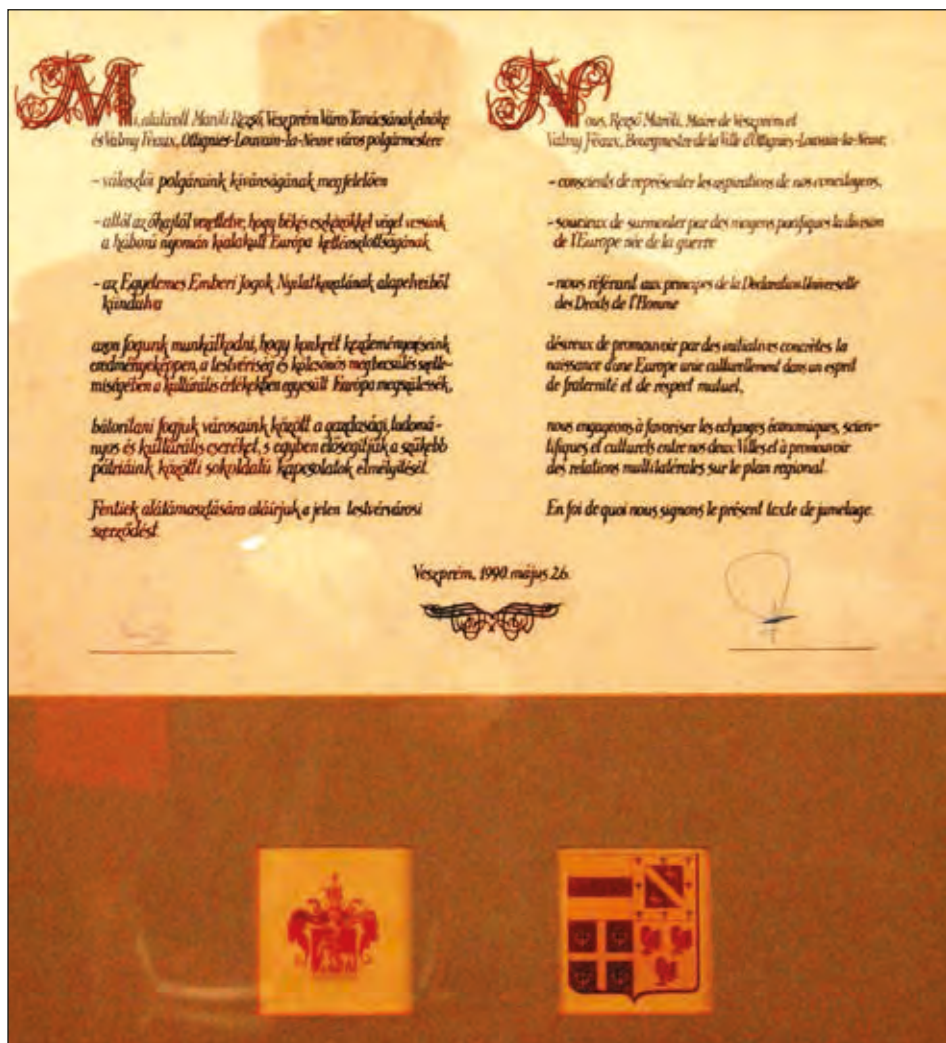 Mi, alulírott Maróti Rezső, Veszprém Város Tanácsának elnöke
és Valmy Féaux, Ottignies-Louvain-la-Neuve város polgármestere
- választói polgáraink kívánságának megfelelően
- attól az óhajtól vezettetve, hogy békés eszközökkel véget vessünk
a háború nyomán kialakult Európa kettéosztottságának
- az Egyetemes Emberi Jogok Nyilatkozatának alapelveiből
kiindulva
azon fogunk munkálkodni, hogy konkrét kezdeményezéseink
eredményeképpen, a testvériség és kölcsönös megbecsülés szelle-
miségében a kulturális értékekben egyesült Európa megszülessék,
bátorítani fogjuk városaink között a gazdasági, tudomá-
nyos és kulturális cseréket, s egyben elősegítjük a szűkebb
pátriáink közötti sokoldalú kapcsolatok elmélyítését.
Fentiek alátámasztására aláírjuk a jelen testvérvárosi
szerződést.
Nous, Rezső Maróti, Maire de Veszprém et
Valmy Féaux, Bourgmestre de la Ville d'Ottignies-Louvain-la-Neuve,
- conscients de représenter les aspirations de nos concitoyens,
- soucieux de surmonter par des moyens pacifiques la division
de l'Europe née de la guerre
- nous référant aux principes de la Déclaration Universelle
des Droits de l'Homme
désireux de promouvoir par des initiatives concrètes la
naissance d'une Europe unie culturellement dans un esprit
de fraternité et de respect mutuel,
nous engageons à favoriser les echanges économiques, scien-
tifiques et culturels entre nos deux Villes et à promouvoir
des relations multilatérales sur le plan regional.
En foi de quoi nous signons le présent texte de jumelage.
Veszprém, 1990. május 26.